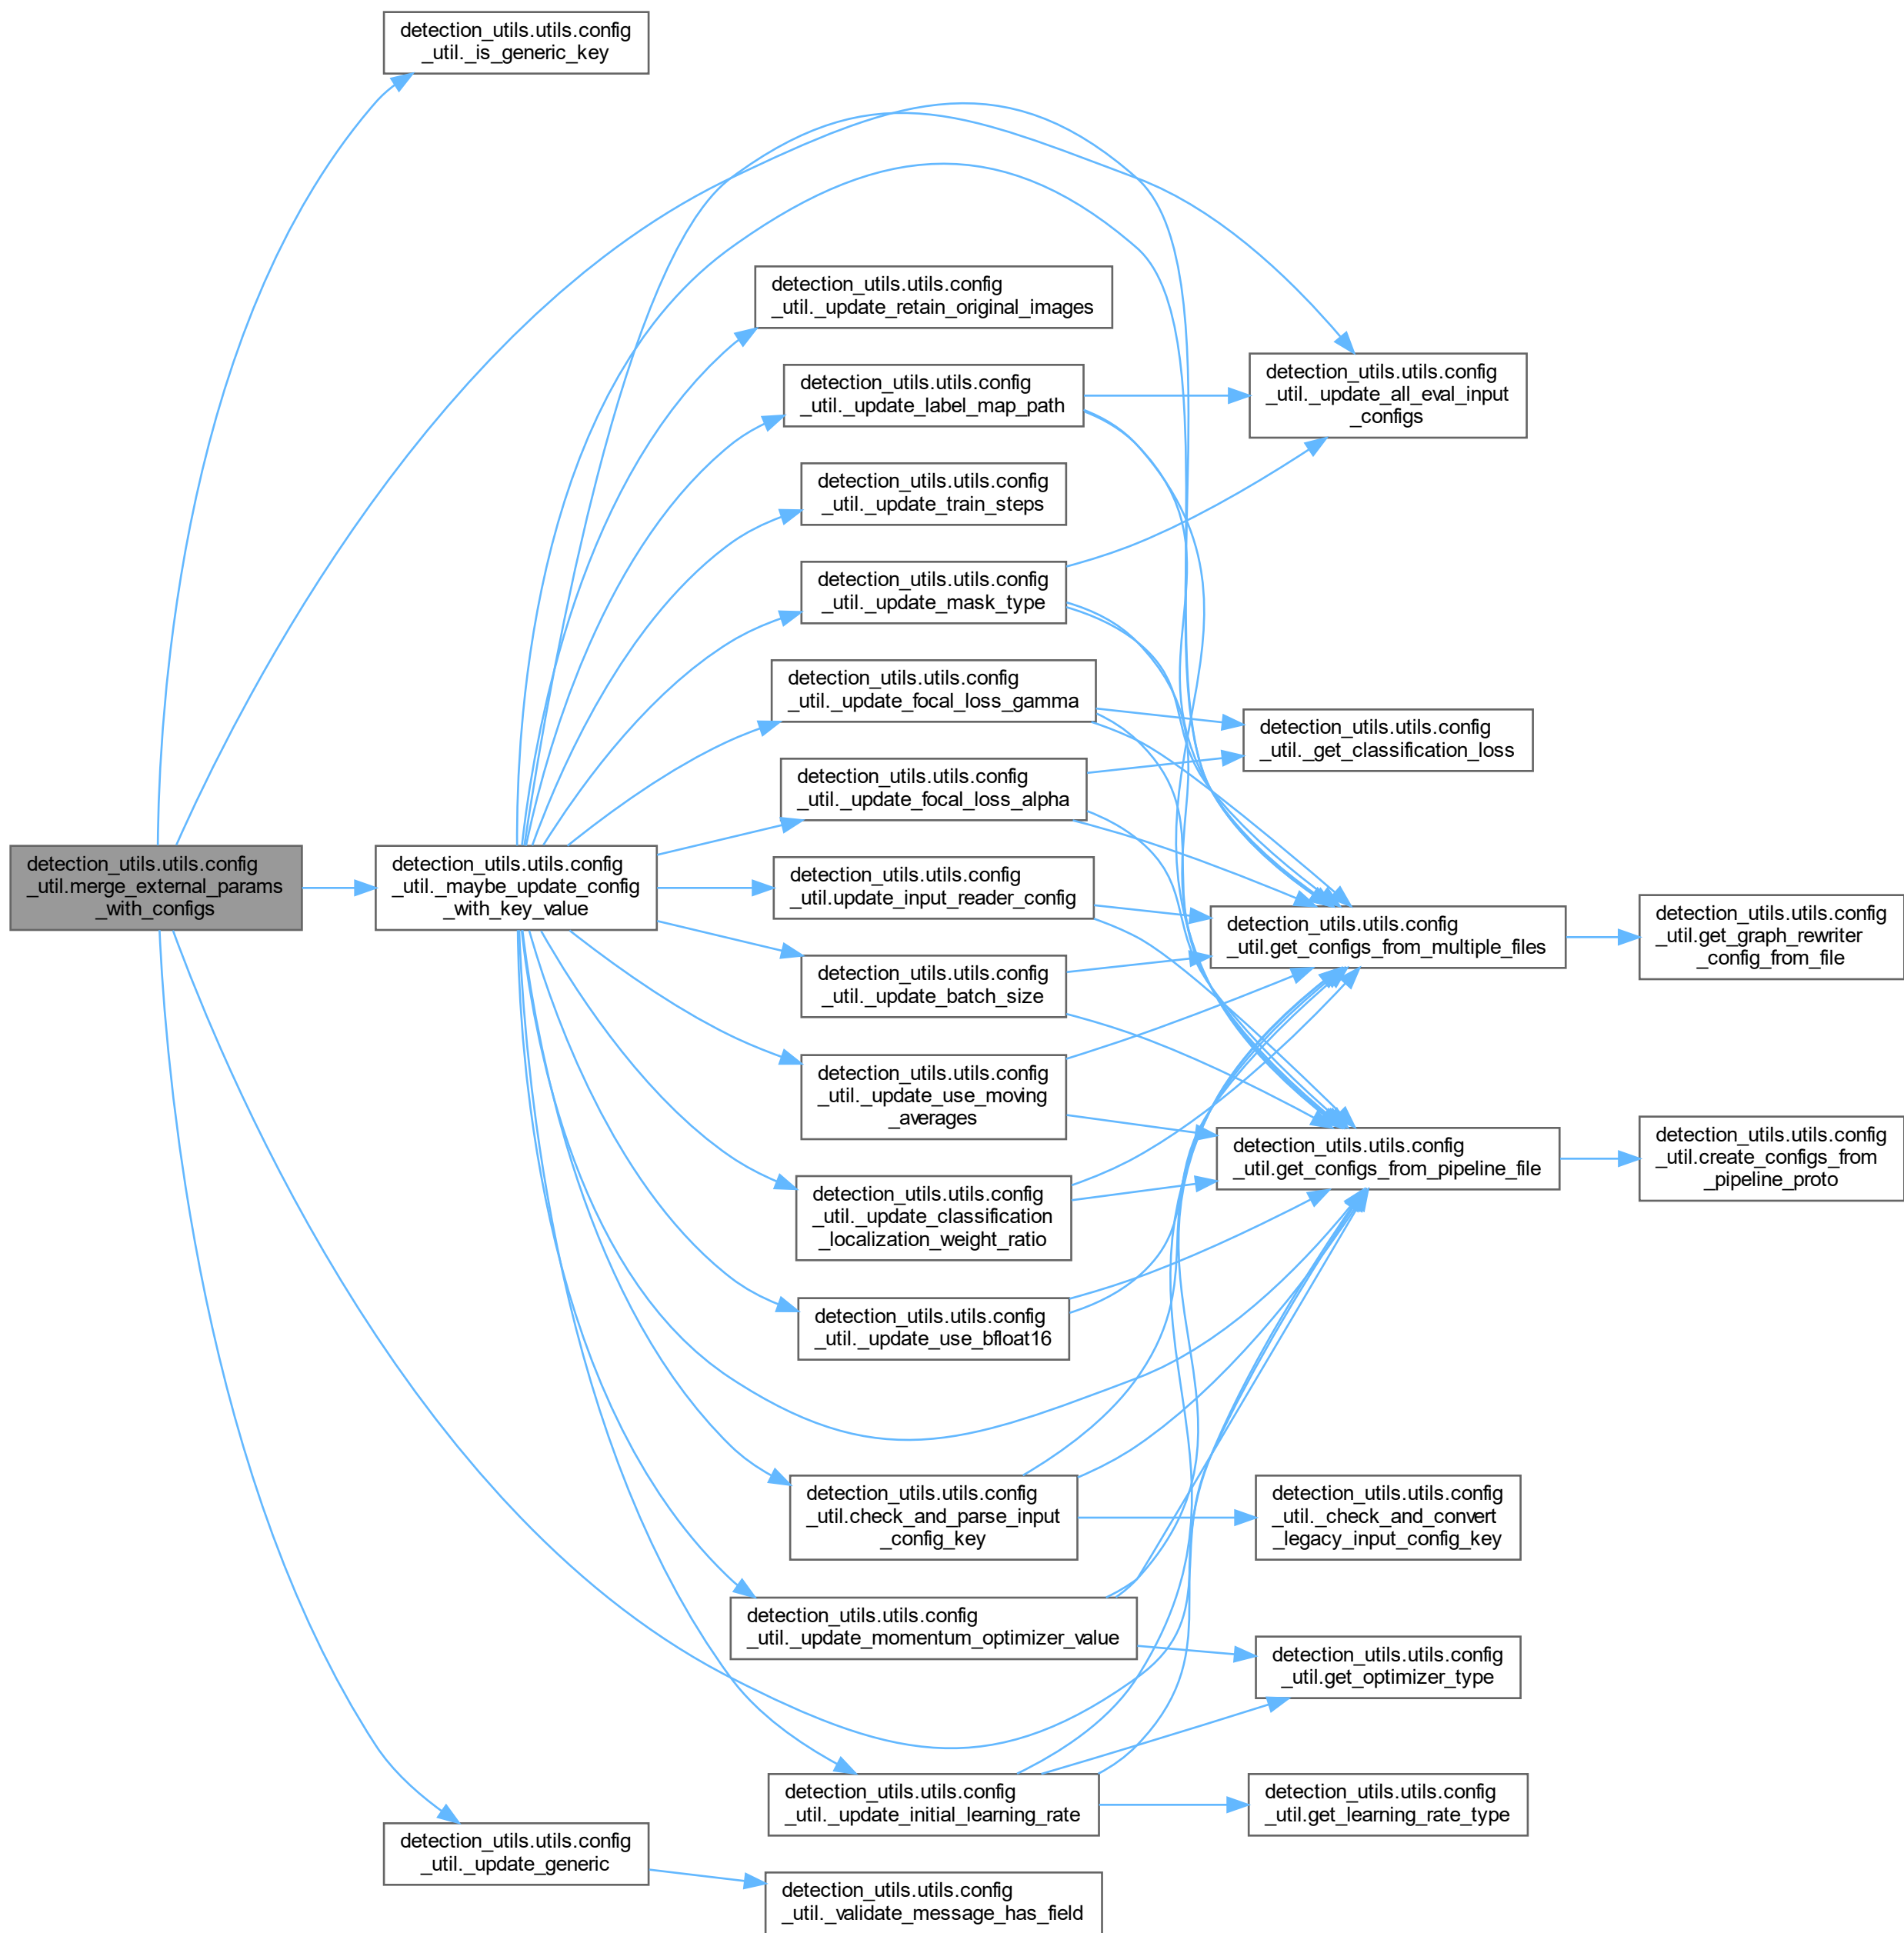 detection_utils.utils.config
_util._is_generic_key
detection_utils.utils.config
_util._update_retain_original_images
detection_utils.utils.config
_util._update_label_map_path
detection_utils.utils.config
_util._update_all_eval_input
_configs
detection_utils.utils.config
_util._update_train_steps
detection_utils.utils.config
_util._update_mask_type
detection_utils.utils.config
_util._update_focal_loss_gamma
detection_utils.utils.config
_util._get_classification_loss
detection_utils.utils.config
_util._update_focal_loss_alpha
detection_utils.utils.config
_util.merge_external_params
_with_configs
detection_utils.utils.config
_util._maybe_update_config
_with_key_value
detection_utils.utils.config
_util.update_input_reader_config
detection_utils.utils.config
_util.get_configs_from_multiple_files
detection_utils.utils.config
_util.get_graph_rewriter
_config_from_file
detection_utils.utils.config
_util._update_batch_size
detection_utils.utils.config
_util._update_use_moving
_averages
detection_utils.utils.config
_util.get_configs_from_pipeline_file
detection_utils.utils.config
_util.create_configs_from
_pipeline_proto
detection_utils.utils.config
_util._update_classification
_localization_weight_ratio
detection_utils.utils.config
_util._update_use_bfloat16
detection_utils.utils.config
_util.check_and_parse_input
_config_key
detection_utils.utils.config
_util._check_and_convert
_legacy_input_config_key
detection_utils.utils.config
_util._update_momentum_optimizer_value
detection_utils.utils.config
_util.get_optimizer_type
detection_utils.utils.config
_util._update_initial_learning_rate
detection_utils.utils.config
_util.get_learning_rate_type
detection_utils.utils.config
_util._update_generic
detection_utils.utils.config
_util._validate_message_has_field